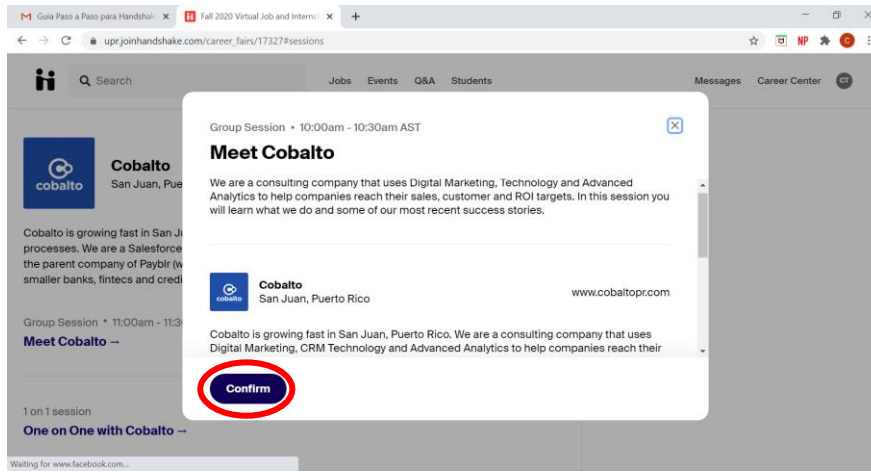 Guia Paso a Paso para Handshak
Fall 2020 Virtual Job and Interns
upr.joinhandshake.com/career_fairs/17327#sessions
NP
C
Search
Jobs Events Q&A Students
Messages Career Center CT
cobalto
Cobalto
San Juan, Pue
Cobalto is growing fast in San Ju
processes. We are a Salesforce
the parent company of Payblr (w
smaller banks, fintecs and credi
Group Session • 11:00am - 11:3
Meet Cobalto →
1 on 1 session
One on One with Cobalto →
Group Session • 10:00am - 10:30am AST
Meet Cobalto
We are a consulting company that uses Digital Marketing, Technology and Advanced
Analytics to help companies reach their sales, customer and ROI targets. In this session you
will learn what we do and some of our most recent success stories.
cobalto
Cobalto
San Juan, Puerto Rico
www.cobaltopr.com
Cobalto is growing fast in San Juan, Puerto Rico. We are a consulting company that uses
Digital Marketing, CRM Technology and Advanced Analytics to help companies reach their
Confirm
Waiting for www.facebook.com...